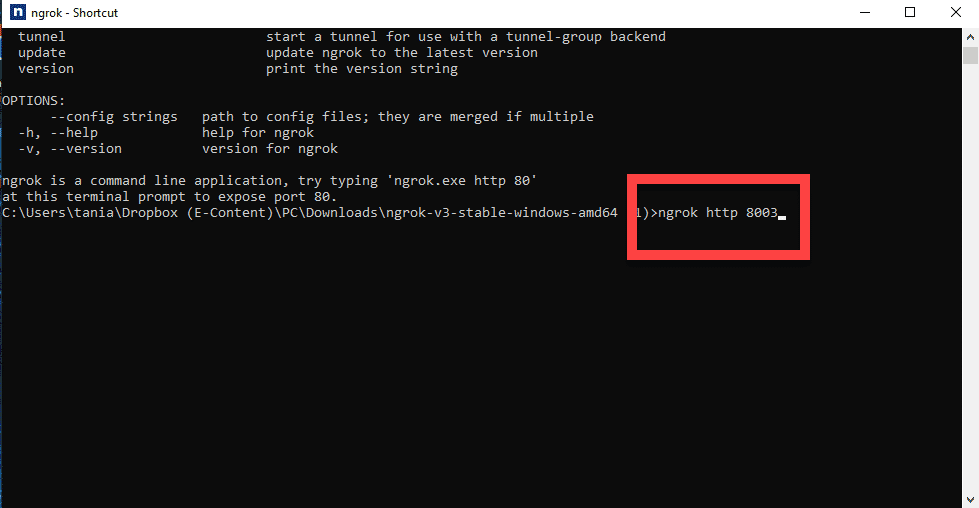 ngrok - Shortcut
tunnel start a tunnel for use with a tunnel-group backend
update update ngrok to the latest version
version print the version string
OPTIONS:
--config strings path to config files; they are merged if multiple
-h, --help help for ngrok
-v, --version version for ngrok
ngrok is a command line application, try typing 'ngrok.exe http 80'
at this terminal prompt to expose port 80.
C:\Users\tania\Dropbox (E-Content)\PC\Downloads\ngrok-v3-stable-windows-amd64 1)>ngrok http 8003